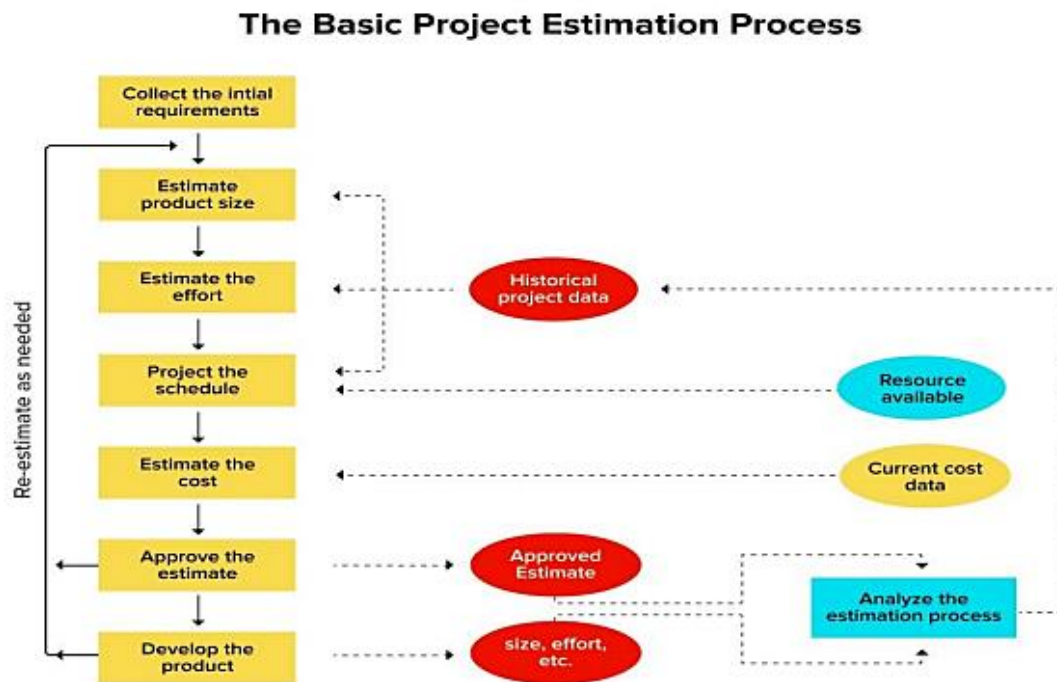 The Basic Project Estimation Process
Collect the intial
requirements
Estimate
product size
Estimate the
effort
Historical
project data
Project the
schedule
Resource
available
Estimate the
cost
Current cost
data
Approve the
estimate
Approved
Estimate
Analyze the
estimation process
Develop the
product
size, effort,
etc.
Re-estimate as needed